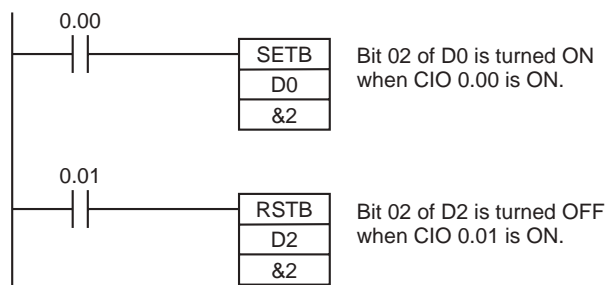 0.00
SETB
D0
&2
Bit 02 of D0 is turned ON
when CIO 0.00 is ON.
0.01
RSTB
D2
&2
Bit 02 of D2 is turned OFF
when CIO 0.01 is ON.